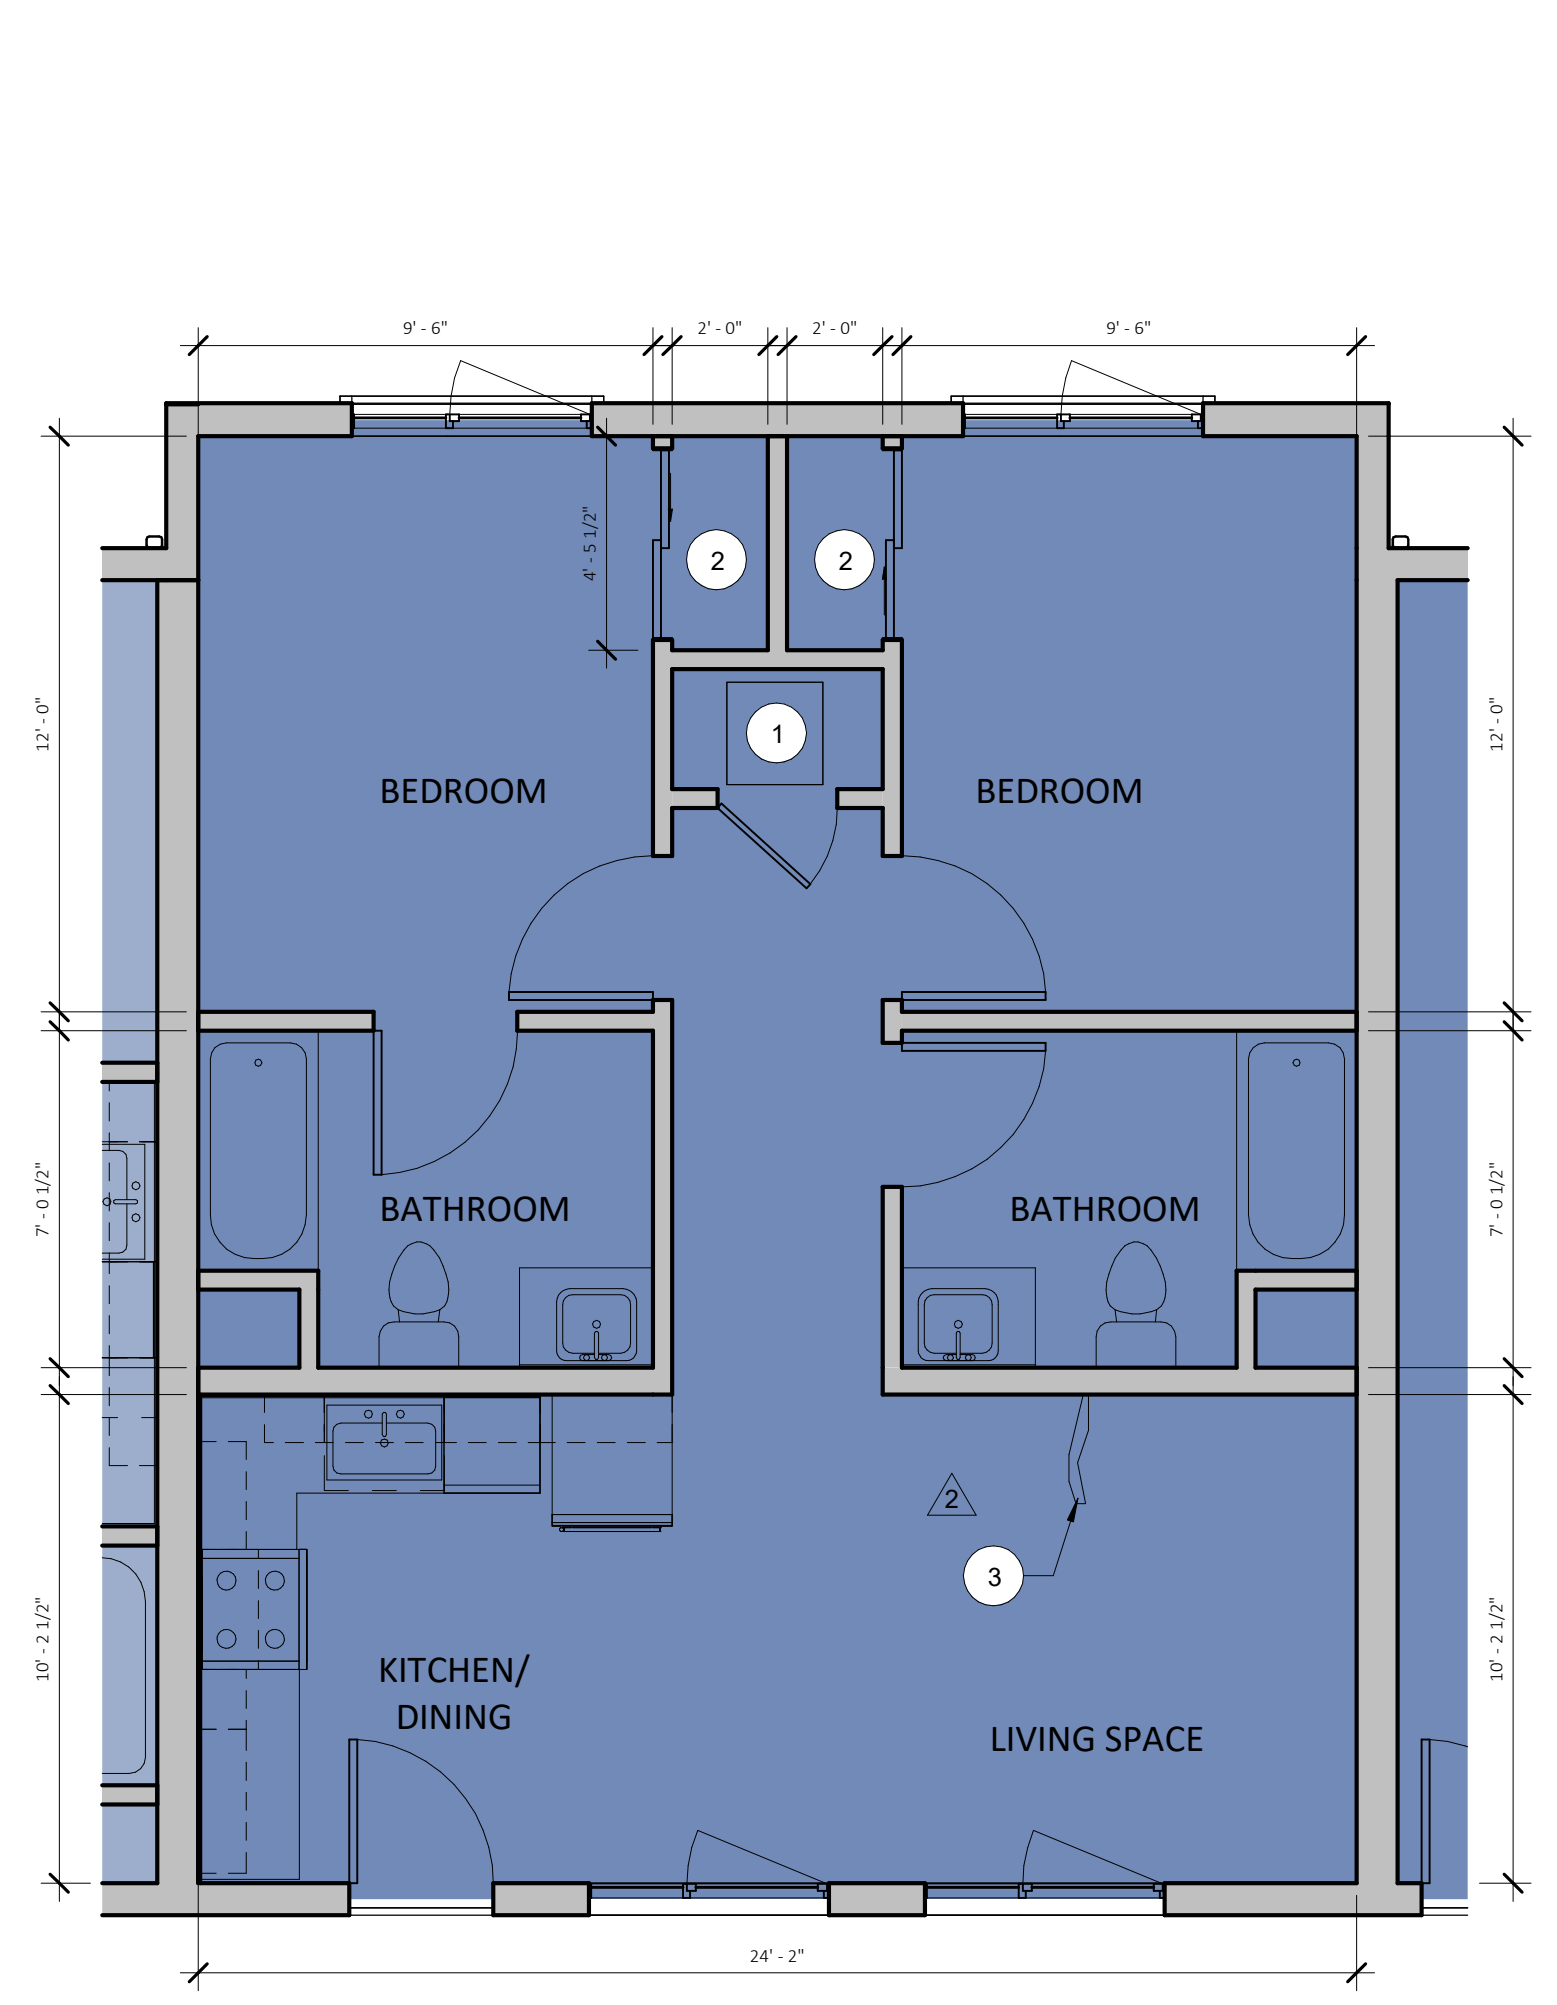 9' - 6"
2' - 0"
2' - 0"
9' - 6"
4' - 5 1/2"
2
2
12' - 0"
12' - 0"
1
BEDROOM
BEDROOM
7' - 0 1/2"
7' - 0 1/2"
BATHROOM
BATHROOM
2
3
10' - 2 1/2"
10' - 2 1/2"
KITCHEN/
DINING
LIVING SPACE
24' - 2"